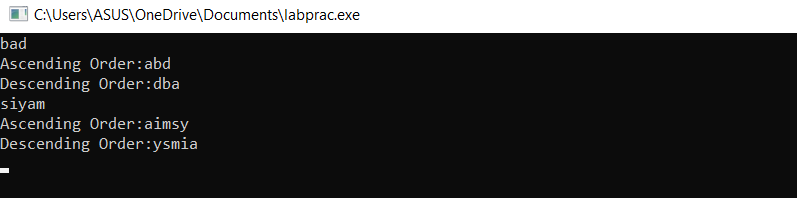 C:\Users\ASUS\OneDrive\Documents\labprac.exe
bad
Ascending Order:abd
Descending Order:dba
siyam
Ascending Order:aimsy
Descending Order:ysmia